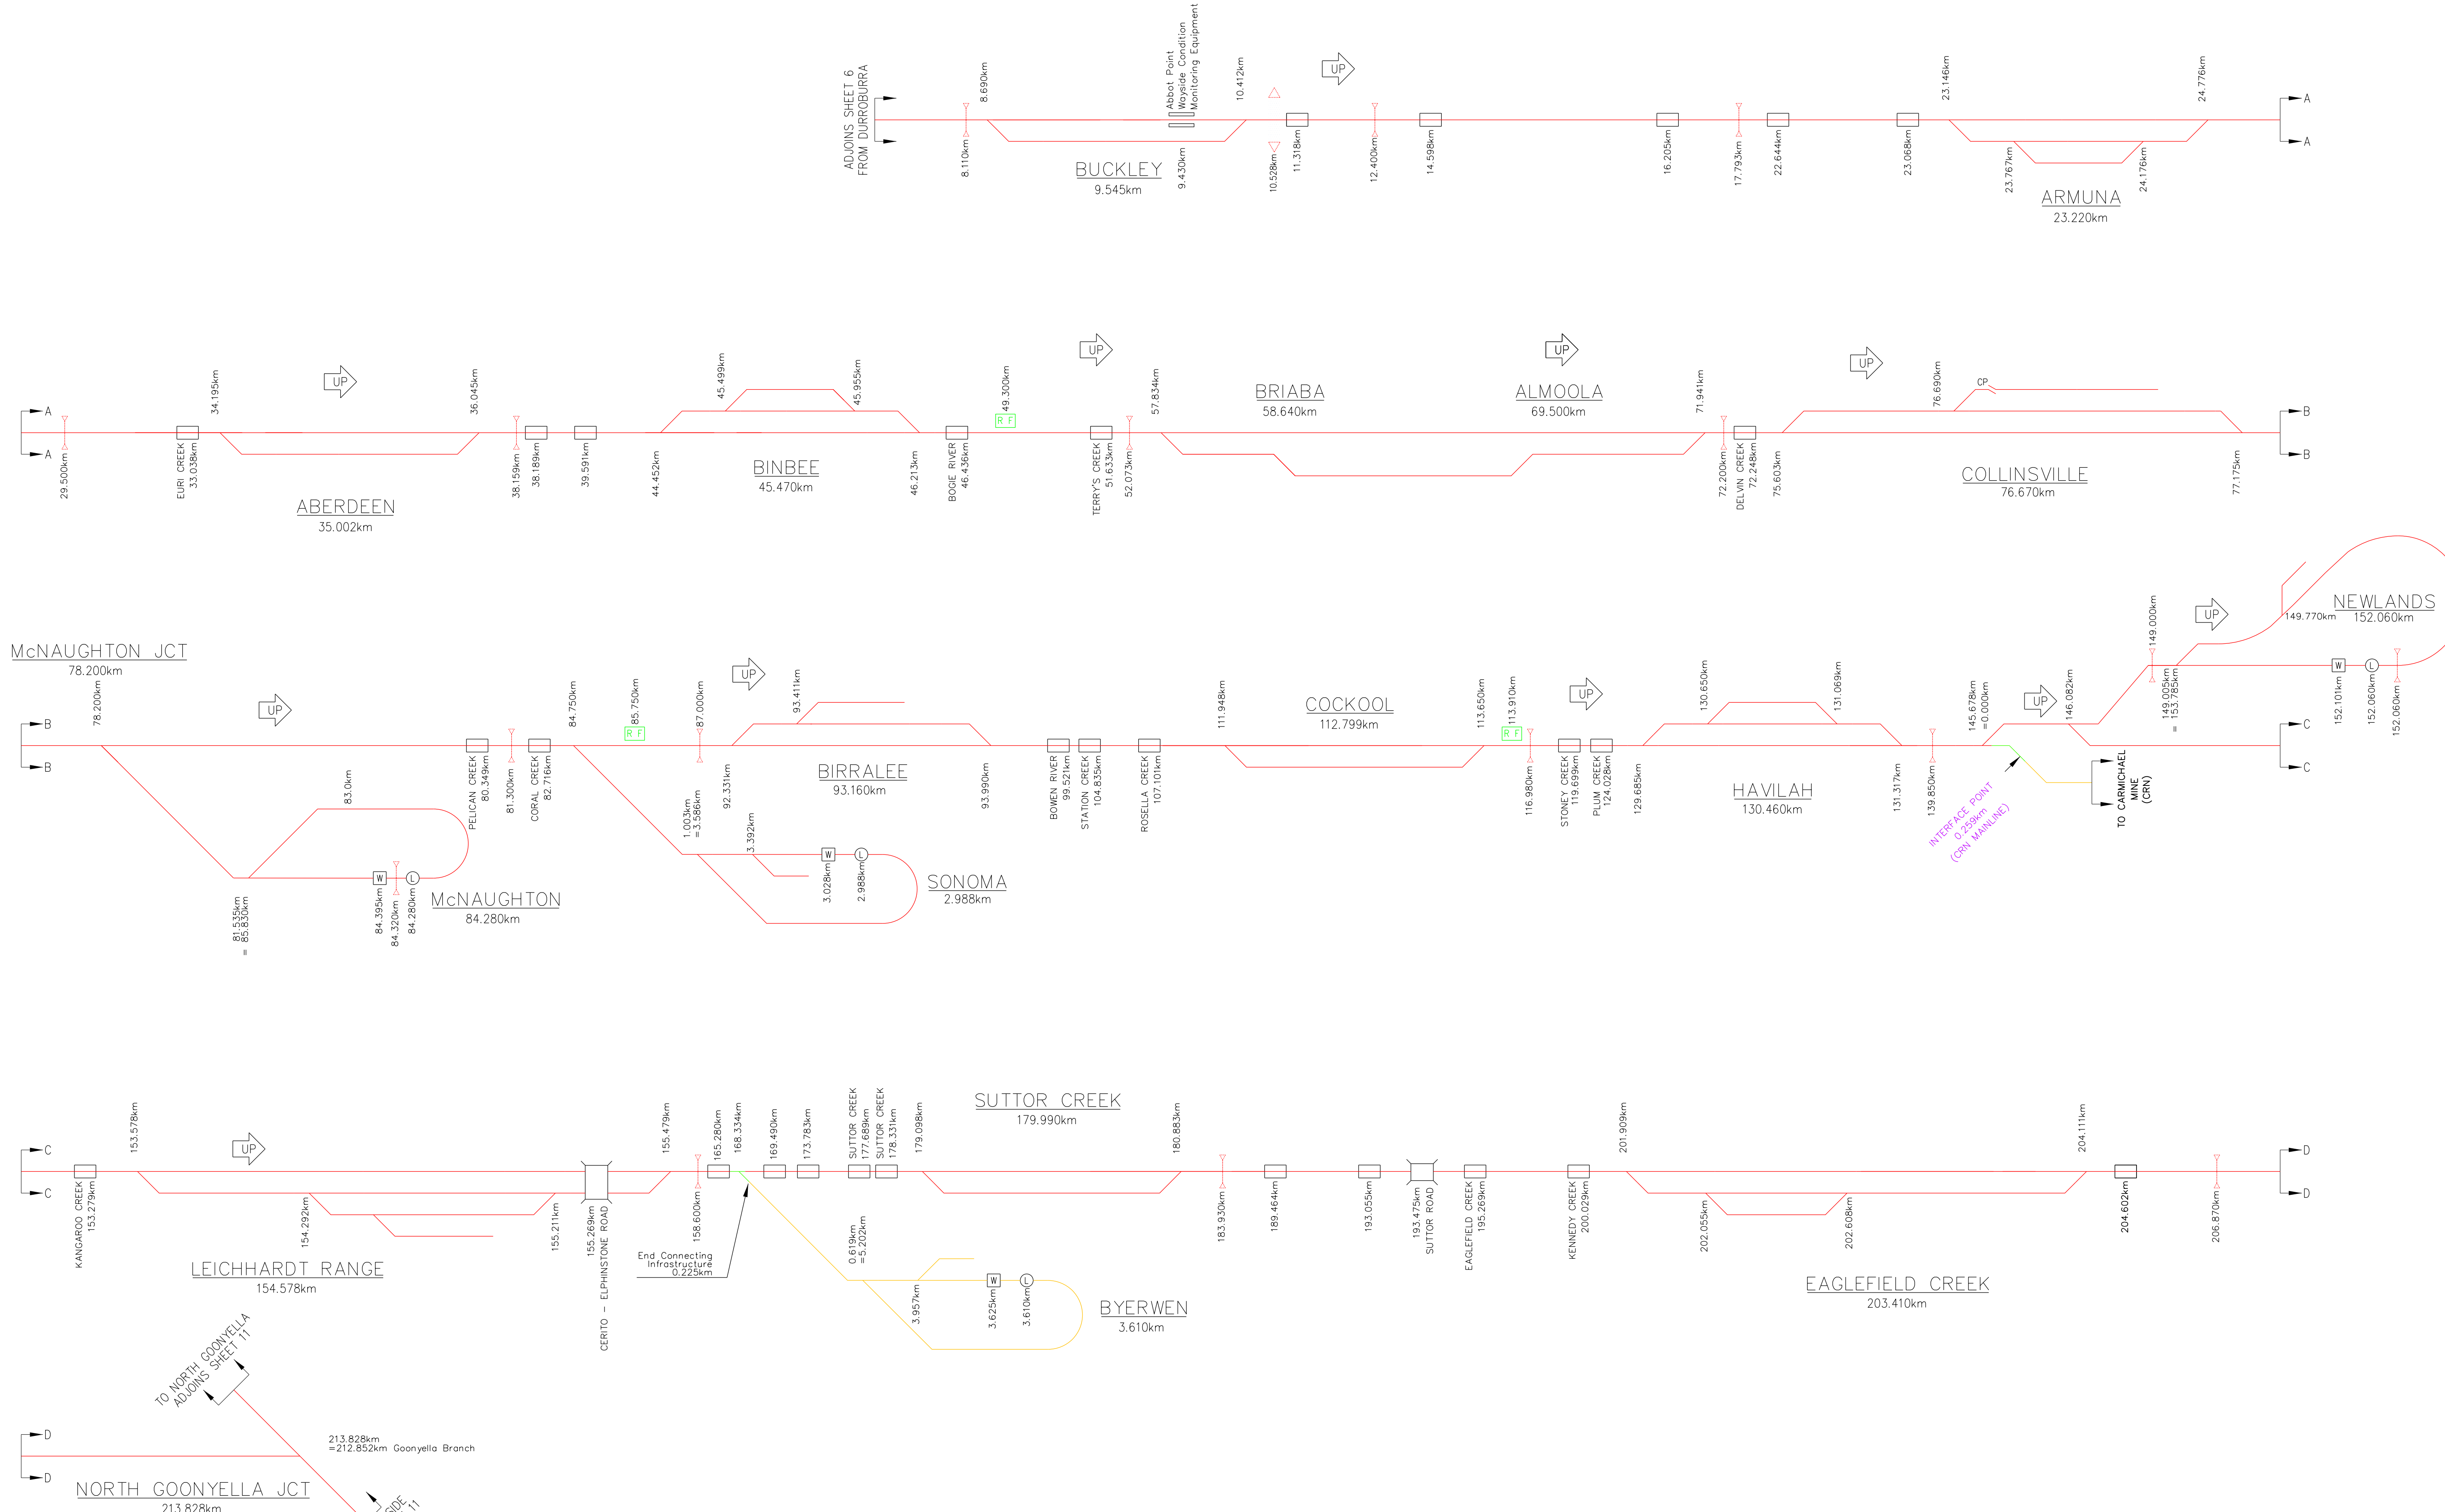 ADJOINS SHEET 6
FROM DURROBURRA
8.110km
8.690km
BUCKLEY
9.545km
Abbot Point
Wayside Condition
Monitoring Equipment
9.430km
10.412km
10.528km
11.318km
UP
12.400km
14.598km
16.205km
17.793km
22.644km
23.068km
23.146km
23.767km
24.176km
24.776km
ARMUNA
23.220km
A
A
A
A
29.500km
EURI CREEK
33.038km
34.195km
UP
ABERDEEN
35.002km
36.045km
38.159km
38.189km
39.591km
44.452km
45.499km
BINBEE
45.470km
45.955km
46.213km
BOGIE RIVER
46.436km
49.300km
R F
TERRY'S CREEK
51.633km
52.073km
UP
57.834km
BRIABA
58.640km
UP
ALMOOLA
69.500km
71.941km
72.200km
DELVIN CREEK
72.248km
75.603km
UP
76.690km
CP
COLLINSVILLE
76.670km
77.175km
B
B
McNAUGHTON JCT
78.200km
B
B
78.200km
UP
81.535km
= 85.830km
83.0km
84.395km
W
84.320km
84.280km
L
McNAUGHTON
84.280km
PELICAN CREEK
80.349km
81.300km
CORAL CREEK
82.716km
84.750km
85.750km
R F
87.000km
UP
1.003km
=3.586km
92.331km
3.392km
93.411km
BIRRALEE
93.160km
W
3.028km
L
2.988km
SONOMA
2.988km
93.990km
BOWEN RIVER
99.521km
STATION CREEK
104.835km
ROSELLA CREEK
107.101km
111.948km
COCKOOL
112.799km
113.650km
113.910km
R F
116.980km
UP
STONEY CREEK
119.699km
PLUM CREEK
124.028km
129.685km
130.650km
HAVILAH
130.460km
131.069km
131.317km
139.850km
145.678km
=0.000km
INTERFACE POINT
0.259km
(CRN MAINLINE)
UP
146.082km
TO CARMICHAEL
MINE
(CRN)
149.000km
149.005km
= 153.785km
UP
149.770km
NEWLANDS
152.060km
W
152.101km
L
152.060km
152.060km
C
C
C
C
KANGAROO CREEK
153.279km
153.578km
UP
LEICHHARDT RANGE
154.578km
154.292km
155.211km
155.269km
CERITO - ELPHINSTONE ROAD
155.479km
158.600km
165.280km
168.334km
End Connecting
Infrastructure
0.225km
169.490km
173.783km
SUTTOR CREEK
177.689km
SUTTOR CREEK
178.331km
179.098km
0.619km
=5.202km
3.957km
W
3.625km
L
3.610km
BYERWEN
3.610km
SUTTOR CREEK
179.990km
180.883km
183.930km
189.464km
193.055km
193.475km
SUTTOR ROAD
EAGLEFIELD CREEK
195.269km
KENNEDY CREEK
200.029km
201.909km
202.055km
202.608km
EAGLEFIELD CREEK
203.410km
204.111km
204.602km
206.870km
D
D
TO NORTH GOONYELLA
ADJOINS SHEET 11
D
D
213.828km
=212.852km Goonyella Branch
NORTH GOONYELLA JCT
213.828km